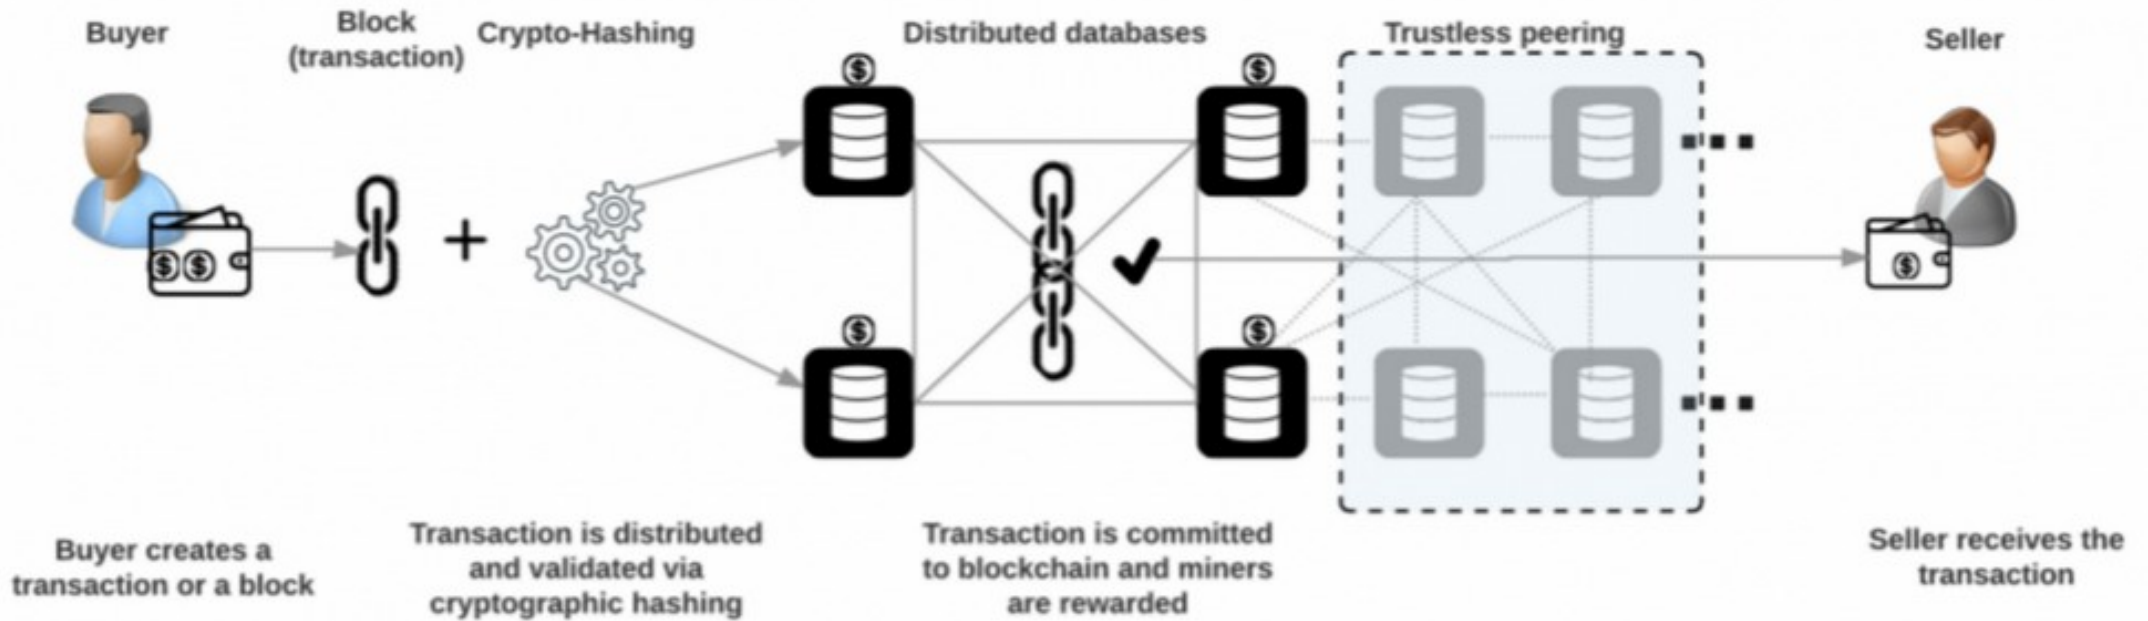 Buyer
Block
(transaction)
Crypto-Hashing
Distributed databases
Trustless peering
Seller
$
$
$
$
$
$
$
Buyer creates a
transaction or a block
Transaction is distributed
and validated via
cryptographic hashing
Transaction is committed
to blockchain and miners
are rewarded
Seller receives the
transaction